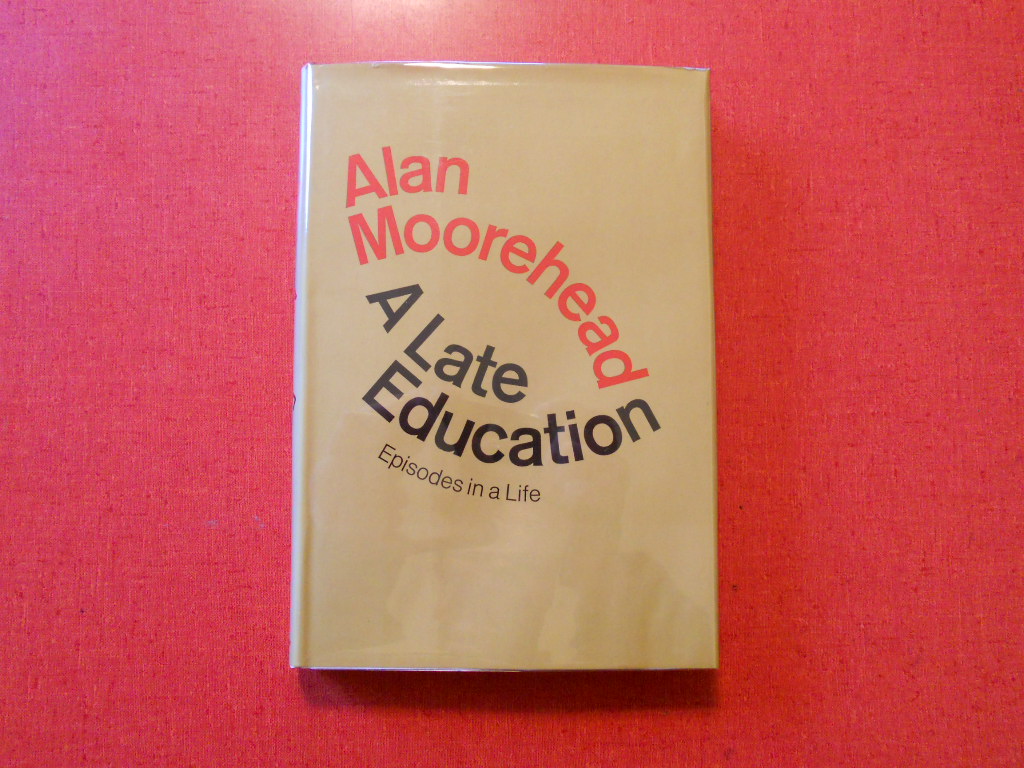 Alan
Moorehead
A Late
Education
Episodes in a Life